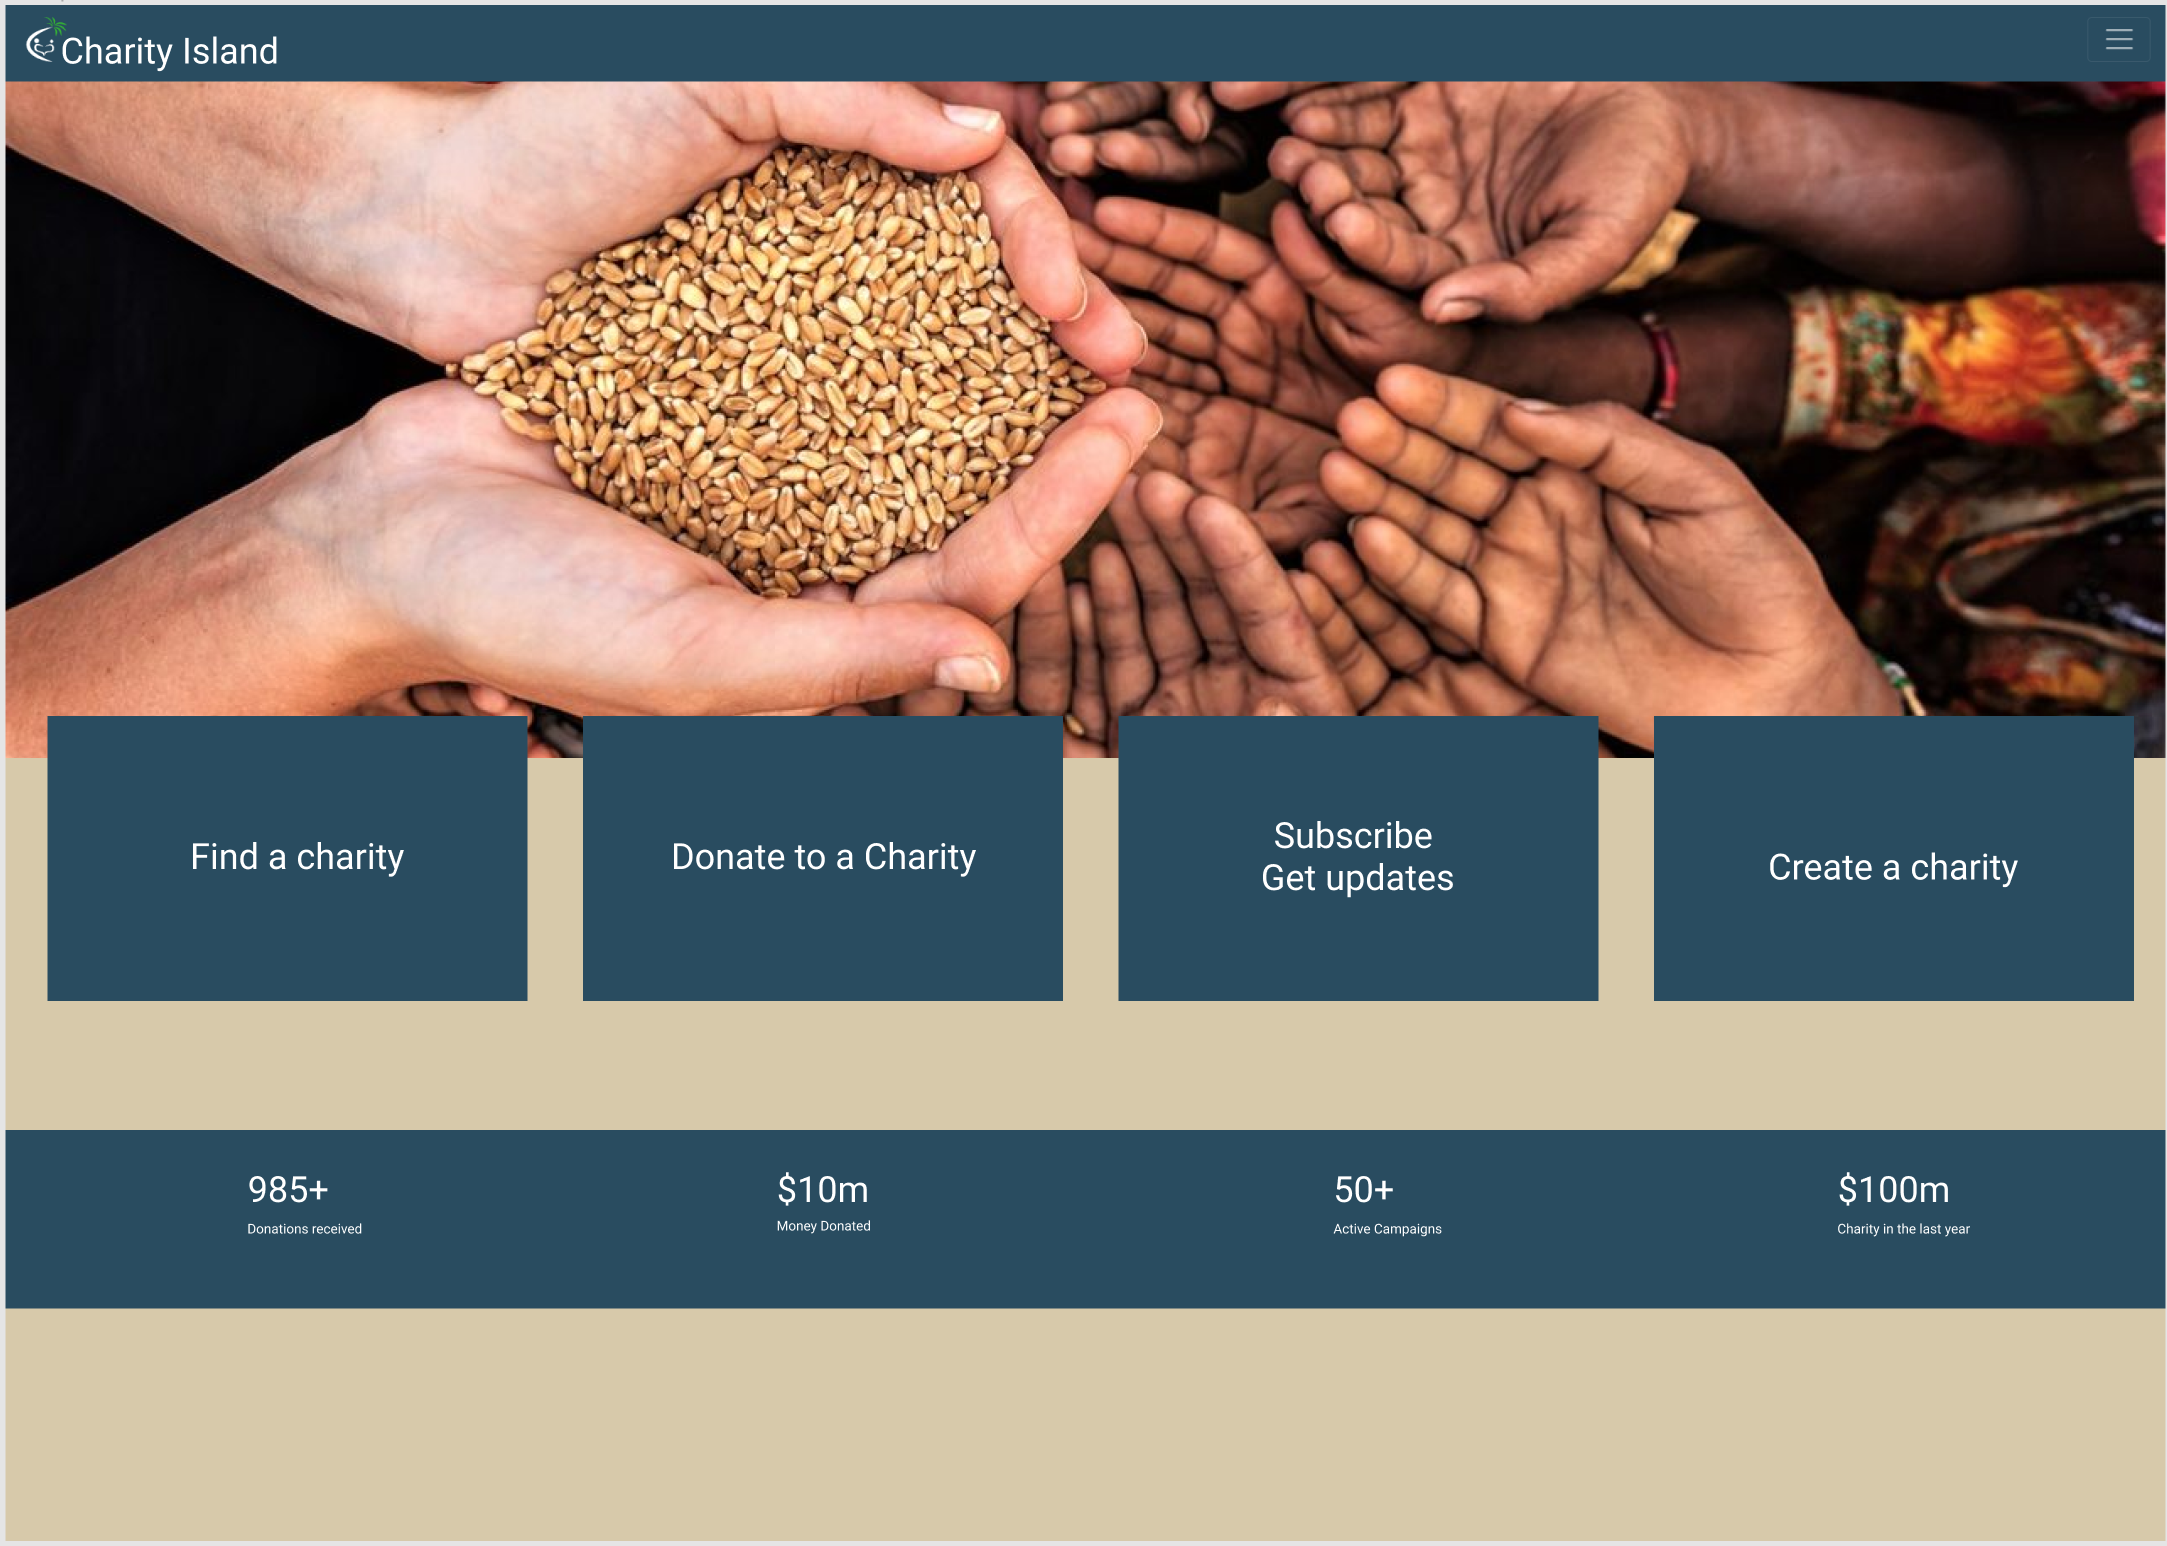 Charity Island
Find a charity
Donate to a Charity
Subscribe
Get updates
Create a charity
985+
Donations received
$10m
Money Donated
50+
Active Campaigns
$100m
Charity in the last year